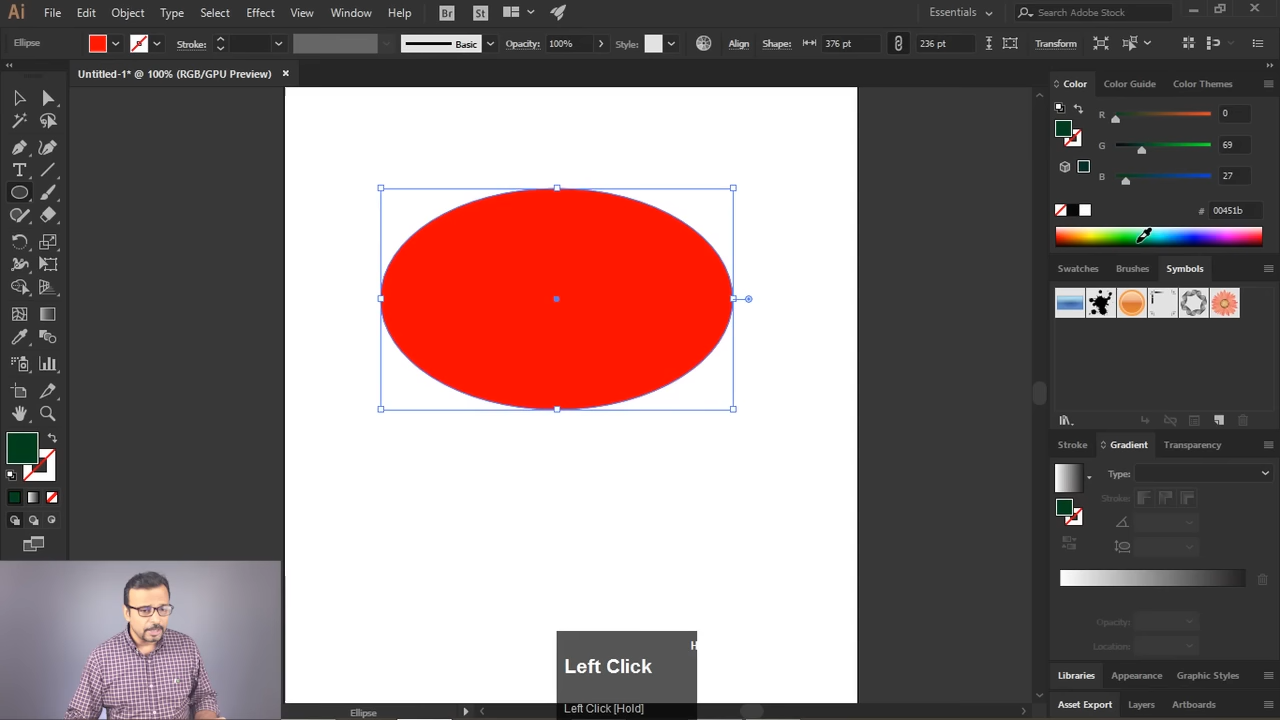 Ai File Edit Object Type Select Effect View Window Help Br St Essentials Search Adobe Stock
Ellipse Stroke: Basic Opacity: 100% Style: Align Shape: 376 pt 236 pt Transform
Untitled-1* @ 100% (RGB/GPU Preview) ×
Color Color Guide Color Themes
R 0
G 69
B 27
# 00451b
Swatches Brushes Symbols
Stroke Gradient Transparency
Type:
Stroke:
Opacity:
Location:
H
Left Click
Left Click [Hold]
Libraries Appearance Graphic Styles
Asset Export Layers Artboards
Ellipse